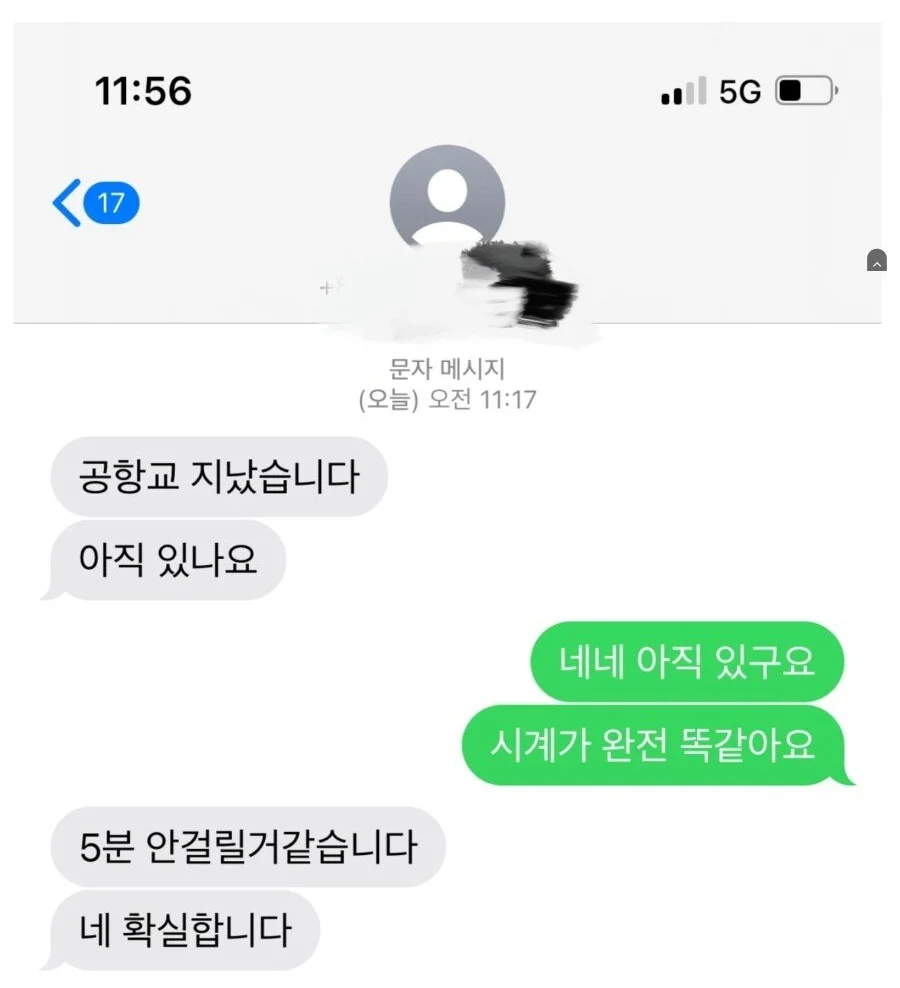 11:56
5G
17
문자 메시지
(오늘) 오전 11:17
공항교 지났습니다
아직 있나요
네네 아직 있구요
시계가 완전 똑같아요
5분 안걸릴거같습니다
네 확실합니다